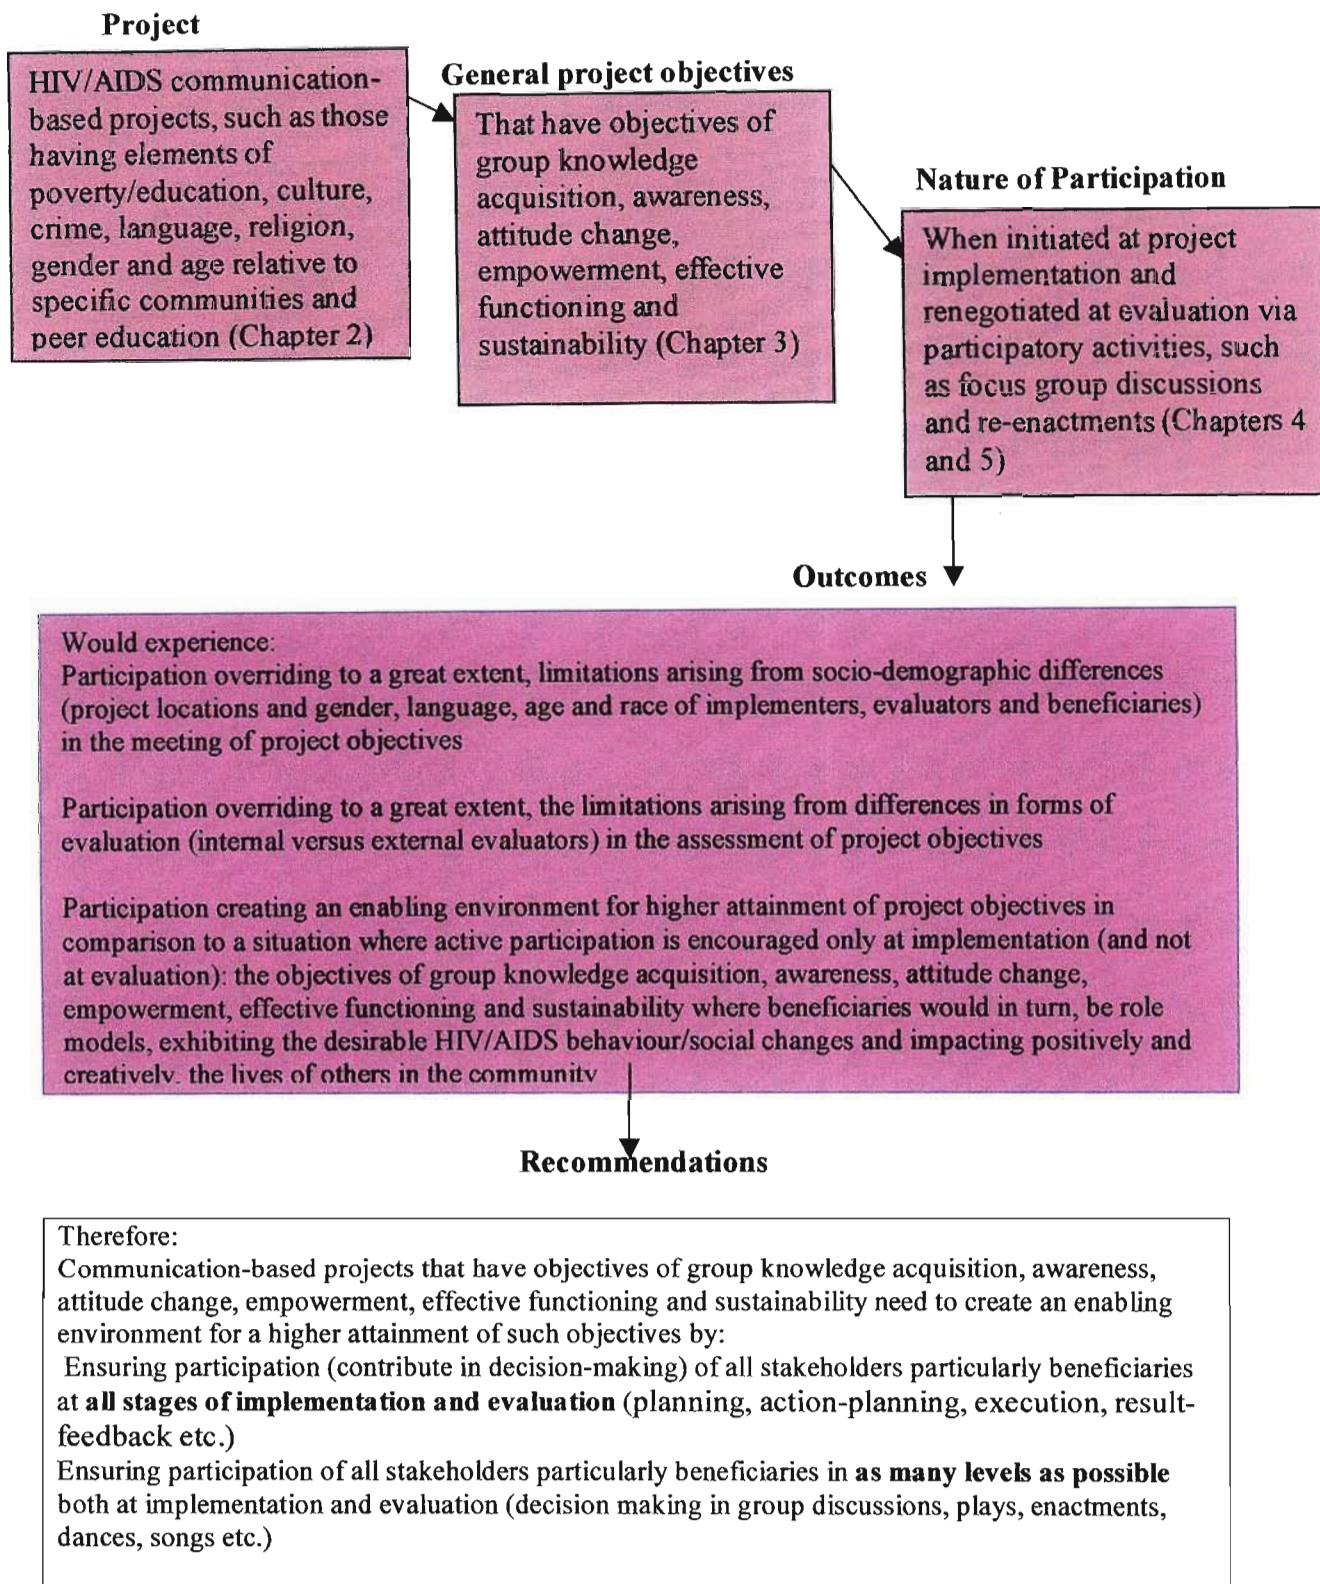 Project
HIV/AIDS communication-
based projects, such as those
having elements of
poverty/education, culture,
crime, language, religion,
gender and age relative to
specific communities and
peer education (Chapter 2)
General project objectives
That have objectives of
group knowledge
acquisition, awareness,
attitude change,
empowerment, effective
functioning and
sustainability (Chapter 3)
Nature of Participation
When initiated at project
implementation and
renegotiated at evaluation via
participatory activities, such
as focus group discussions
and re-enactments (Chapters 4
and 5)
Outcomes
Would experience:
Participation overriding to a great extent, limitations arising from socio-demographic differences
(project locations and gender, language, age and race of implementers, evaluators and beneficiaries)
in the meeting of project objectives
Participation overriding to a great extent, the limitations arising from differences in forms of
evaluation (internal versus external evaluators) in the assessment of project objectives
Participation creating an enabling environment for higher attainment of project objectives in
comparison to a situation where active participation is encouraged only at implementation (and not
at evaluation): the objectives of group knowledge acquisition, awareness, attitude change,
empowerment, effective functioning and sustainability where beneficiaries would in turn, be role
models, exhibiting the desirable HIV/AIDS behaviour/social changes and impacting positively and
creatively, the lives of others in the community
Recommendations
Therefore:
Communication-based projects that have objectives of group knowledge acquisition, awareness,
attitude change, empowerment, effective functioning and sustainability need to create an enabling
environment for a higher attainment of such objectives by:
Ensuring participation (contribute in decision-making) of all stakeholders particularly beneficiaries
at all stages of implementation and evaluation (planning, action-planning, execution, result-
feedback etc.)
Ensuring participation of all stakeholders particularly beneficiaries in as many levels as possible
both at implementation and evaluation (decision making in group discussions, plays, enactments,
dances, songs etc.)